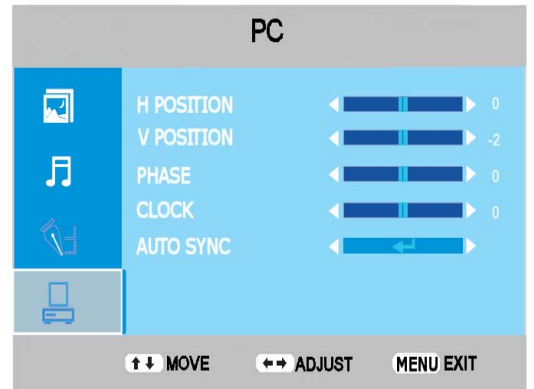 PC
H POSITION 0
V POSITION -2
PHASE 0
CLOCK 0
AUTO SYNC
MOVE ADJUST MENU EXIT